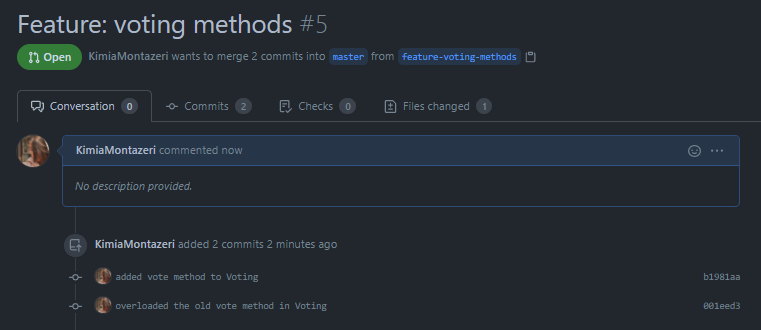 Feature: voting methods #5
Open KimiaMontazeri wants to merge 2 commits into master from feature-voting-methods
Conversation 0 Commits 2 Checks 0 Files changed 1
KimiaMontazeri commented now
No description provided.
KimiaMontazeri added 2 commits 2 minutes ago
added vote method to Voting b1981aa
overloaded the old vote method in Voting 001eed3